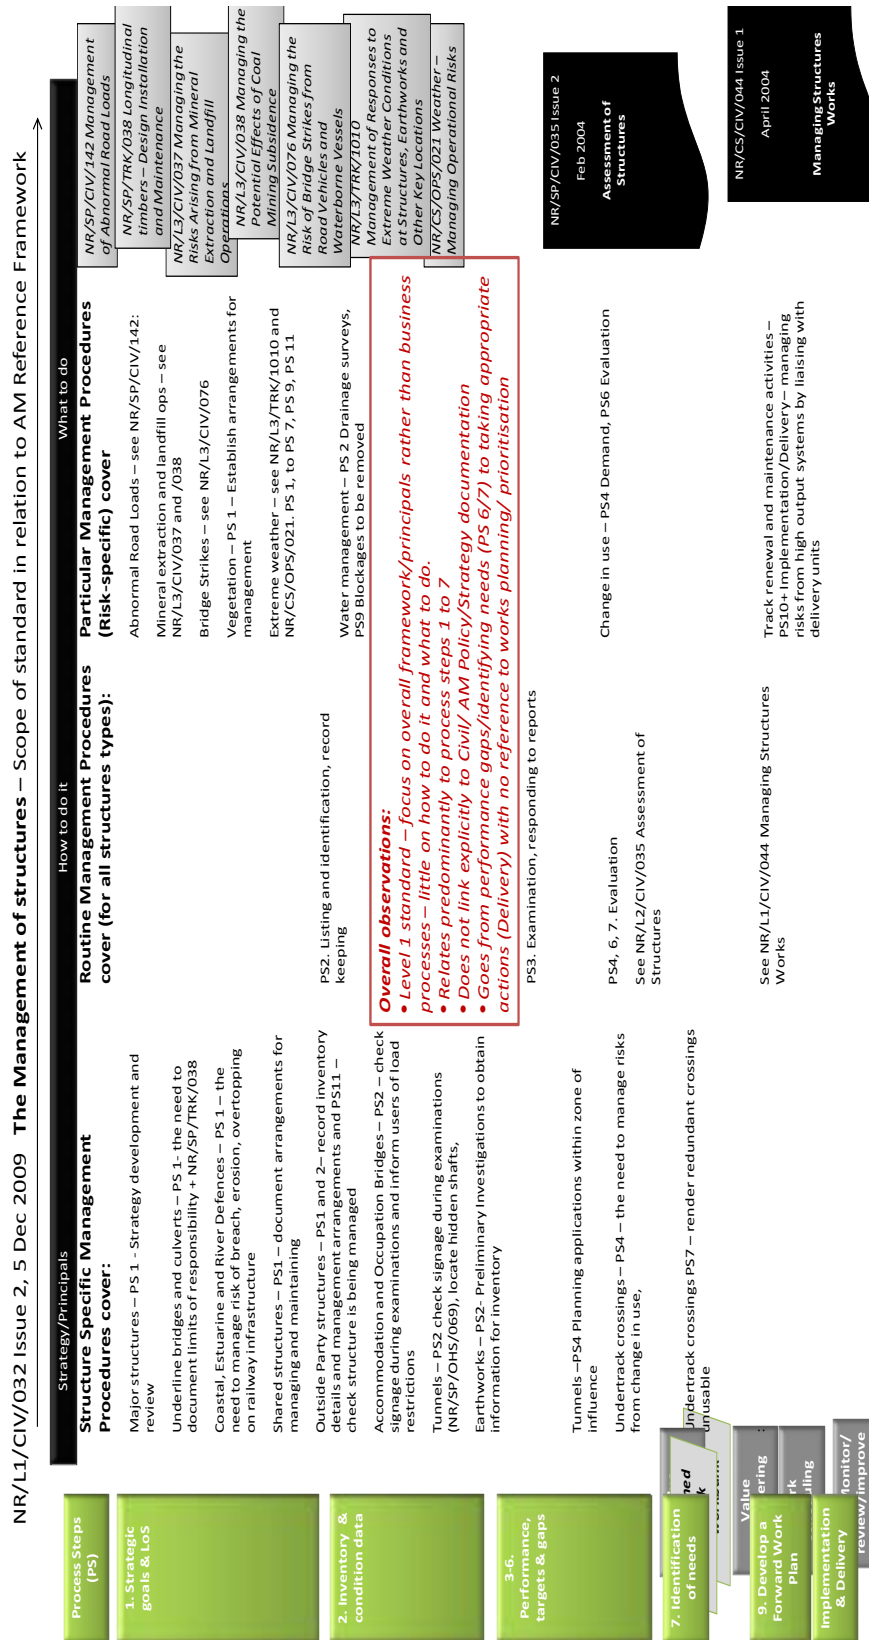 NR/L1/CIV/032 Issue 2, 5 Dec 2009 The Management of structures – Scope of standard in relation to AM Reference Framework
Strategy/Principals
How to do it
What to do
Process Steps
(PS)
Structure Specific Management
Procedures cover:
Routine Management Procedures
cover (for all structures types):
Particular Management Procedures
(Risk-specific) cover
1. Strategic
goals & LoS
Major structures – PS 1 - Strategy development and
review
Underline bridges and culverts – PS 1- the need to
document limits of responsibility + NR/SP/TRK/038
Coastal, Estuarine and River Defences – PS 1 – the
need to manage risk of breach, erosion, overtopping
on railway infrastructure
Shared structures – PS1 – document arrangements for
managing and maintaining
Outside Party structures – PS1 and 2– record inventory
details and management arrangements and PS11 –
check structure is being managed
Abnormal Road Loads – see NR/SP/CIV/142:
Mineral extraction and landfill ops – see
NR/L3/CIV/037 and /038
Bridge Strikes – see NR/L3/CIV/076
Vegetation – PS 1 – Establish arrangements for
management
Extreme weather – see NR/L3/TRK/1010 and
NR/CS/OPS/021. PS 1, to PS 7, PS 9, PS 11
2. Inventory &
condition data
Accommodation and Occupation Bridges – PS2 – check
signage during examinations and inform users of load
restrictions
Tunnels – PS2 check signage during examinations
(NR/SP/OHS/069), locate hidden shafts,
Earthworks – PS2- Preliminary Investigations to obtain
information for inventory
PS2. Listing and identification, record
keeping
Water management – PS 2 Drainage surveys,
PS9 Blockages to be removed
Overall observations:
• Level 1 standard – focus on overall framework/principals rather than business
processes – little on how to do it and what to do.
• Relates predominantly to process steps 1 to 7
• Does not link explicitly to Civil/ AM Policy/Strategy documentation
• Goes from performance gaps/identifying needs (PS 6/7) to taking appropriate
actions (Delivery) with no reference to works planning/ prioritisation
3-6.
Performance,
targets & gaps
Tunnels –PS4 Planning applications within zone of
influence
Undertrack crossings – PS4 – the need to manage risks
from change in use,
PS3. Examination, responding to reports
PS4, 6, 7. Evaluation
See NR/L2/CIV/035 Assessment of
Structures
Change in use – PS4 Demand, PS6 Evaluation
7. Identification
of needs
Undertrack crossings PS7 – render redundant crossings
unusable
Value
9. Develop a
Forward Work
Plan
Implementation
& Delivery
review/improve
See NR/L1/CIV/044 Managing Structures
Works
Track renewal and maintenance activities –
PS10+ Implementation/Delivery – managing
risks from high output systems by liaising with
delivery units
NR/SP/CIV/142 Management
of Abnormal Road Loads
NR/SP/TRK/038 Longitudinal
timbers – Design Installation
and Maintenance
NR/L3/CIV/037 Managing the
Risks Arising from Mineral
Extraction and Landfill
Operations
NR/L3/CIV/038 Managing the
Potential Effects of Coal
Mining Subsidence
NR/L3/CIV/076 Managing the
Risk of Bridge Strikes from
Road Vehicles and
Waterborne Vessels
NR/L3/TRK/1010
Management of Responses to
Extreme Weather Conditions
at Structures, Earthworks and
Other Key Locations
NR/CS/OPS/021 Weather –
Managing Operational Risks
NR/SP/CIV/035 Issue 2
Feb 2004
Assessment of
Structures
NR/CS/CIV/044 Issue 1
April 2004
Managing Structures
Works